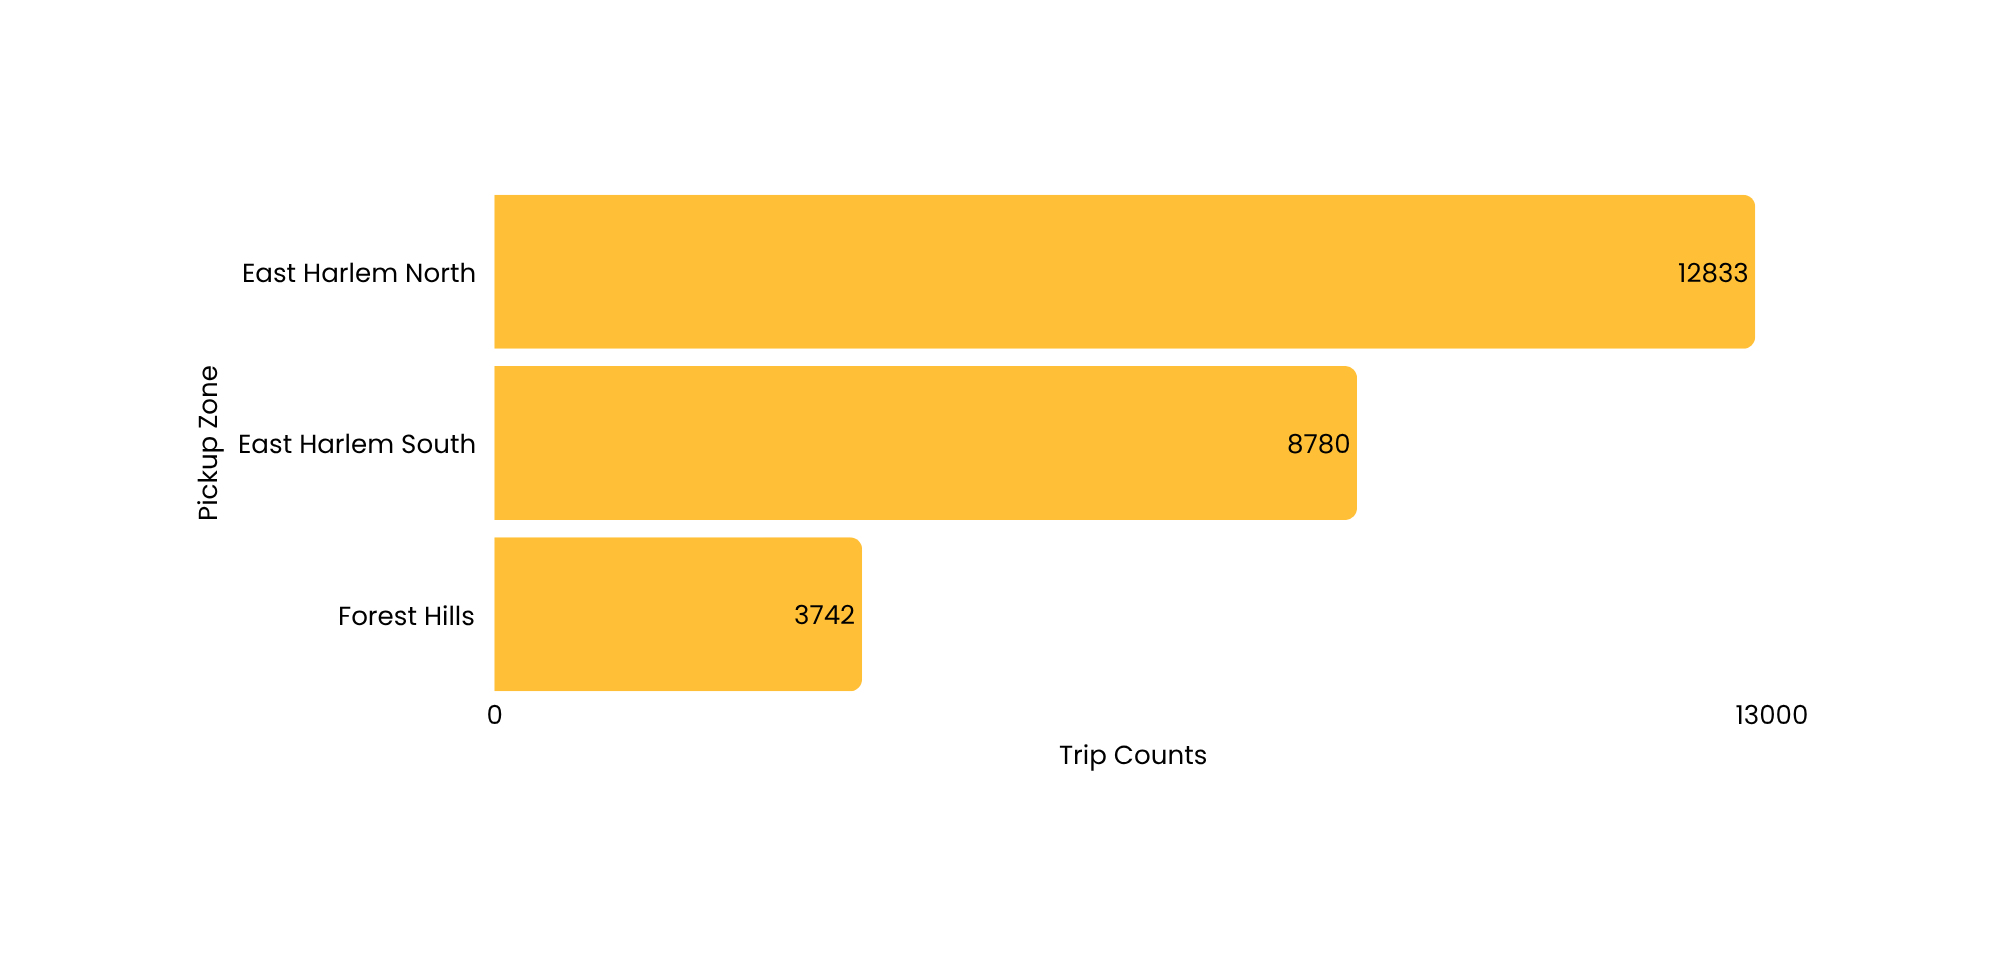 East Harlem North
12833
Pickup Zone
East Harlem South
8780
Forest Hills
3742
0
13000
Trip Counts